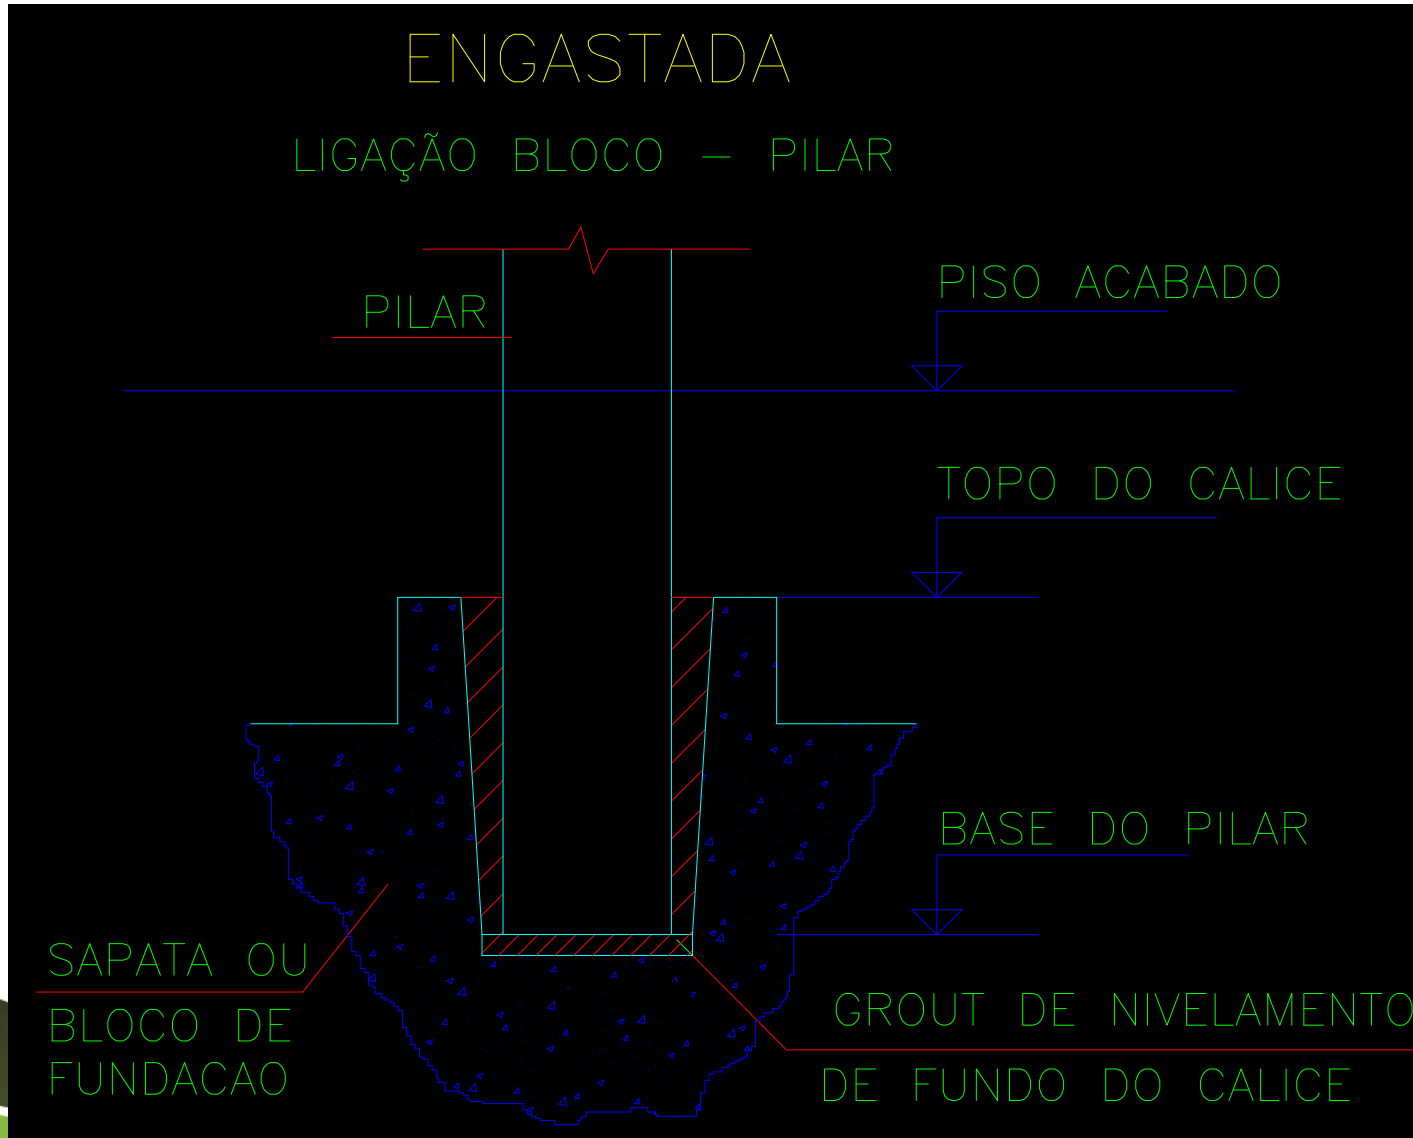 ENGASTADA
LIGAÇÃO BLOCO – PILAR
PISO ACABADO
PILAR
TOPO DO CALICE
BASE DO PILAR
SAPATA OU
BLOCO DE
FUNDACAO
GROUT DE NIVELAMENTO
DE FUNDO DO CALICE